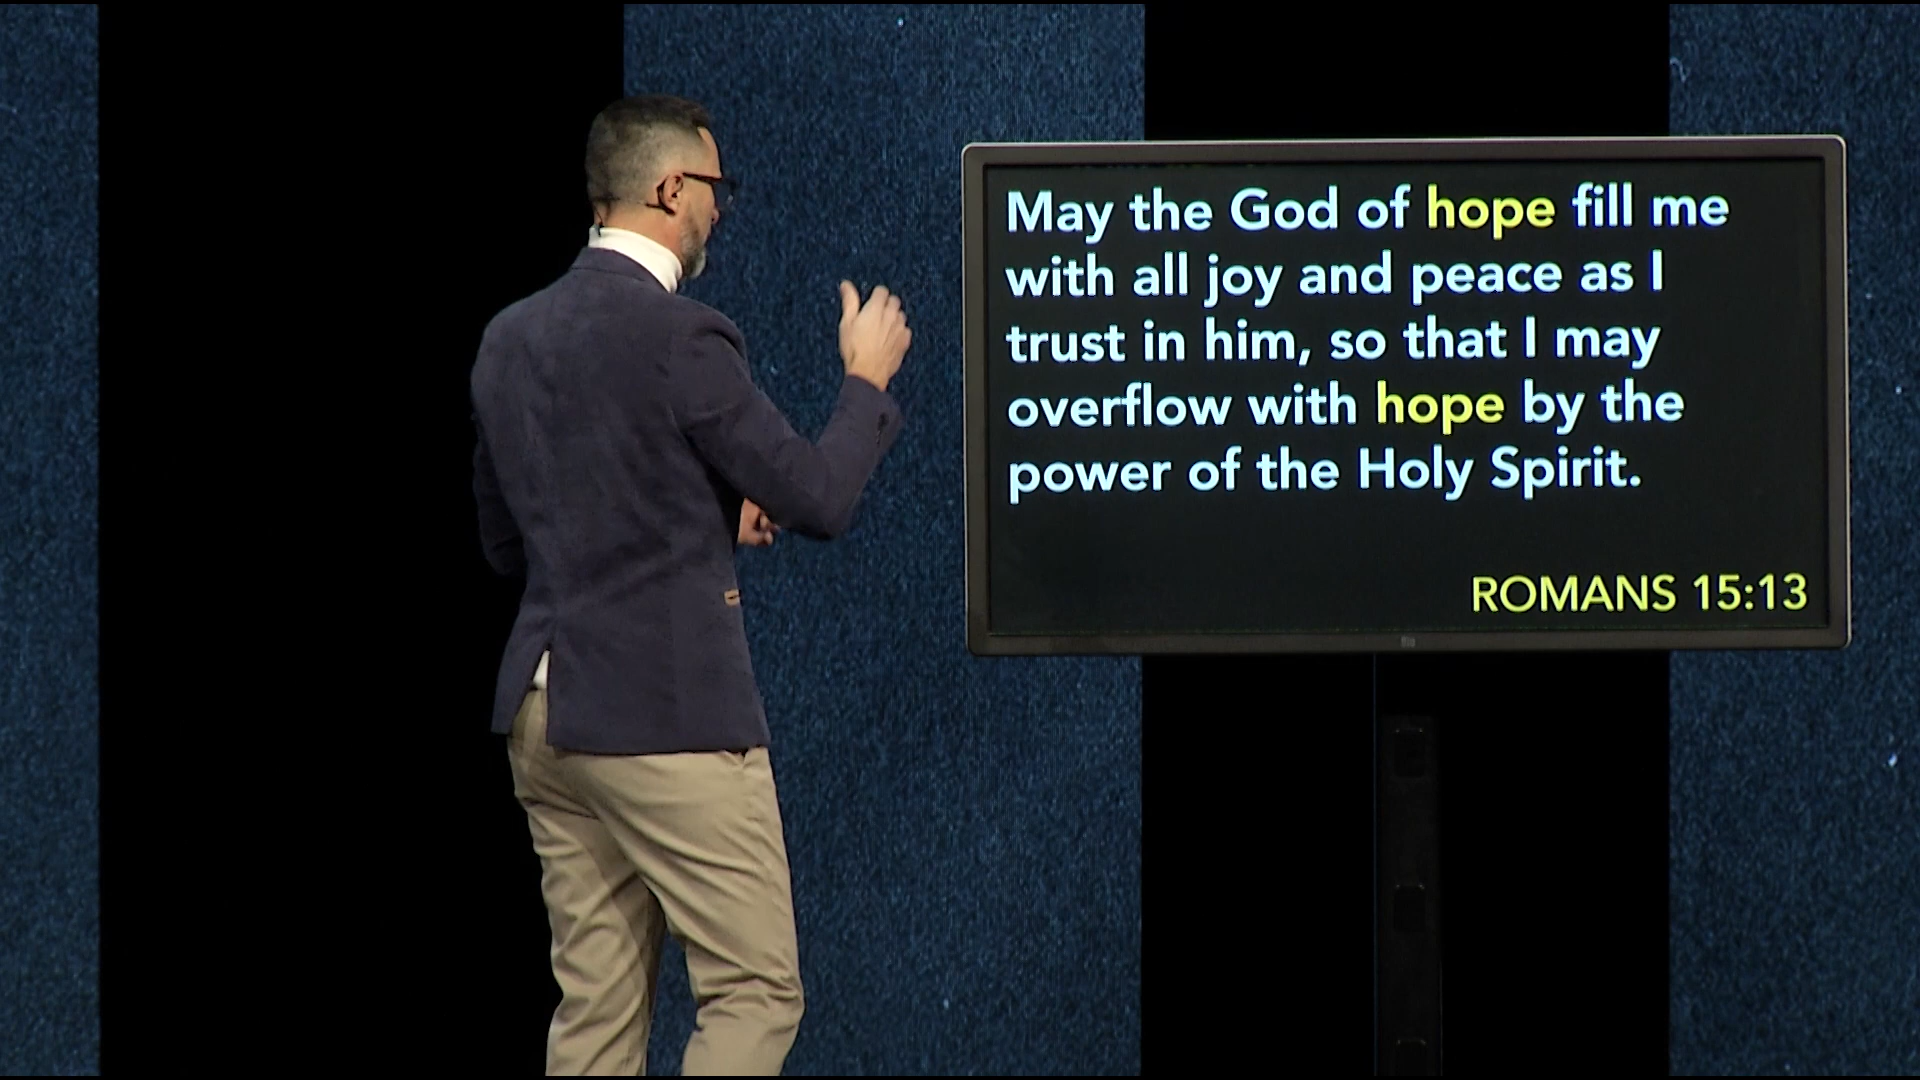 May the God of hope fill me
with all joy and peace as I
trust in him, so that I may
overflow with hope by the
power of the Holy Spirit.
ROMANS 15:13